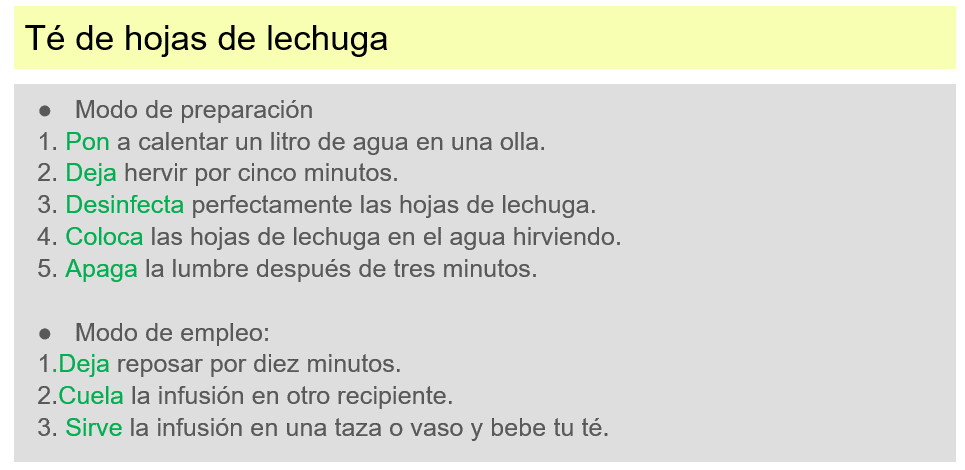 Té de hojas de lechuga
● Modo de preparación
1. Pon a calentar un litro de agua en una olla.
2. Deja hervir por cinco minutos.
3. Desinfecta perfectamente las hojas de lechuga.
4. Coloca las hojas de lechuga en el agua hirviendo.
5. Apaga la lumbre después de tres minutos.
● Modo de empleo:
1.Deja reposar por diez minutos.
2.Cuela la infusión en otro recipiente.
3. Sirve la infusión en una taza o vaso y bebe tu té.